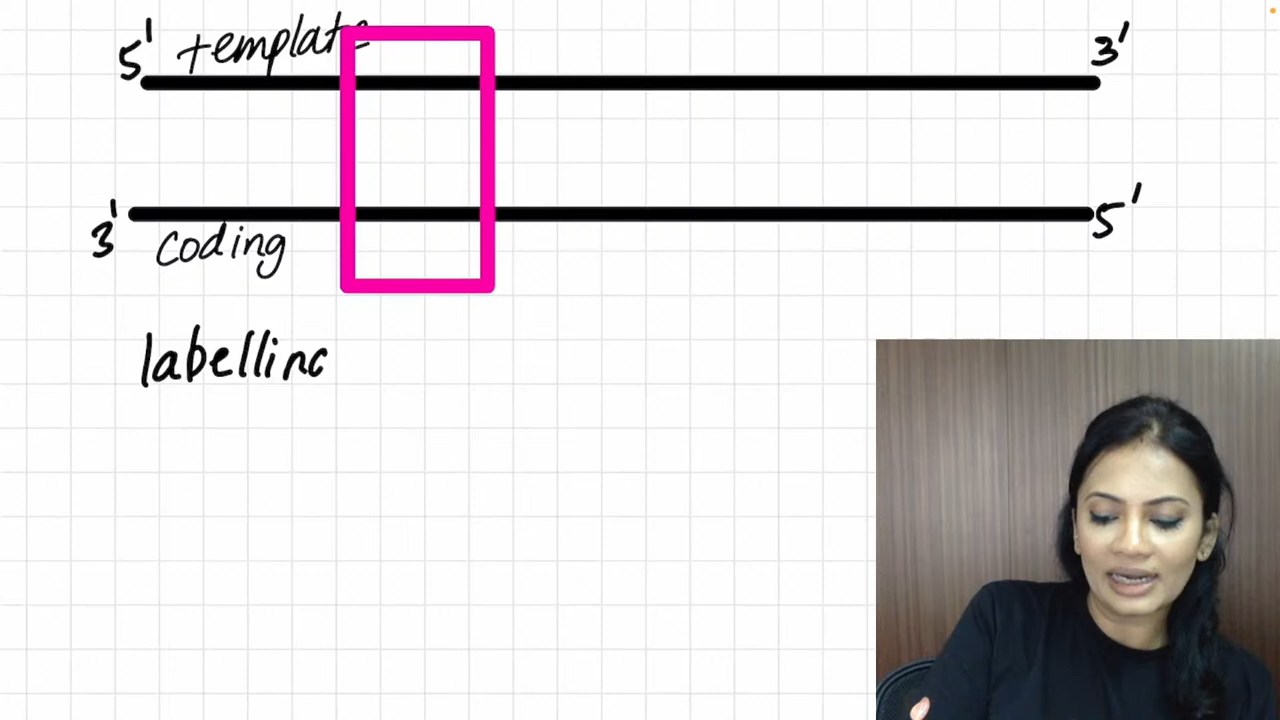 5' template 3'
3' 5'
coding
labellinc